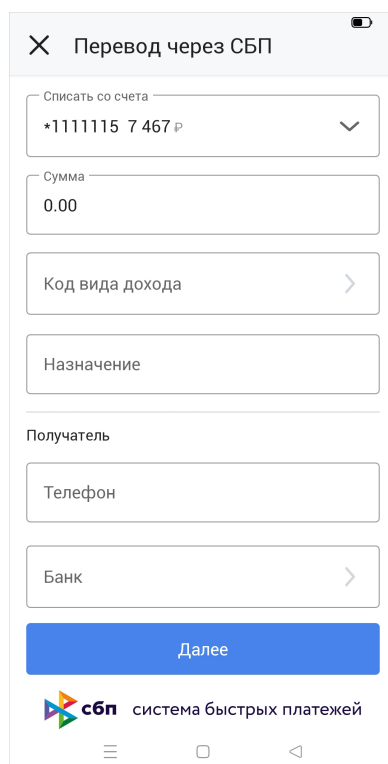 Перевод через СБП
Списать со счета
*1111115 7 467 ₽
Сумма
0.00
Код вида дохода
Назначение
Получатель
Телефон
Банк
Далее
сбп система быстрых платежей